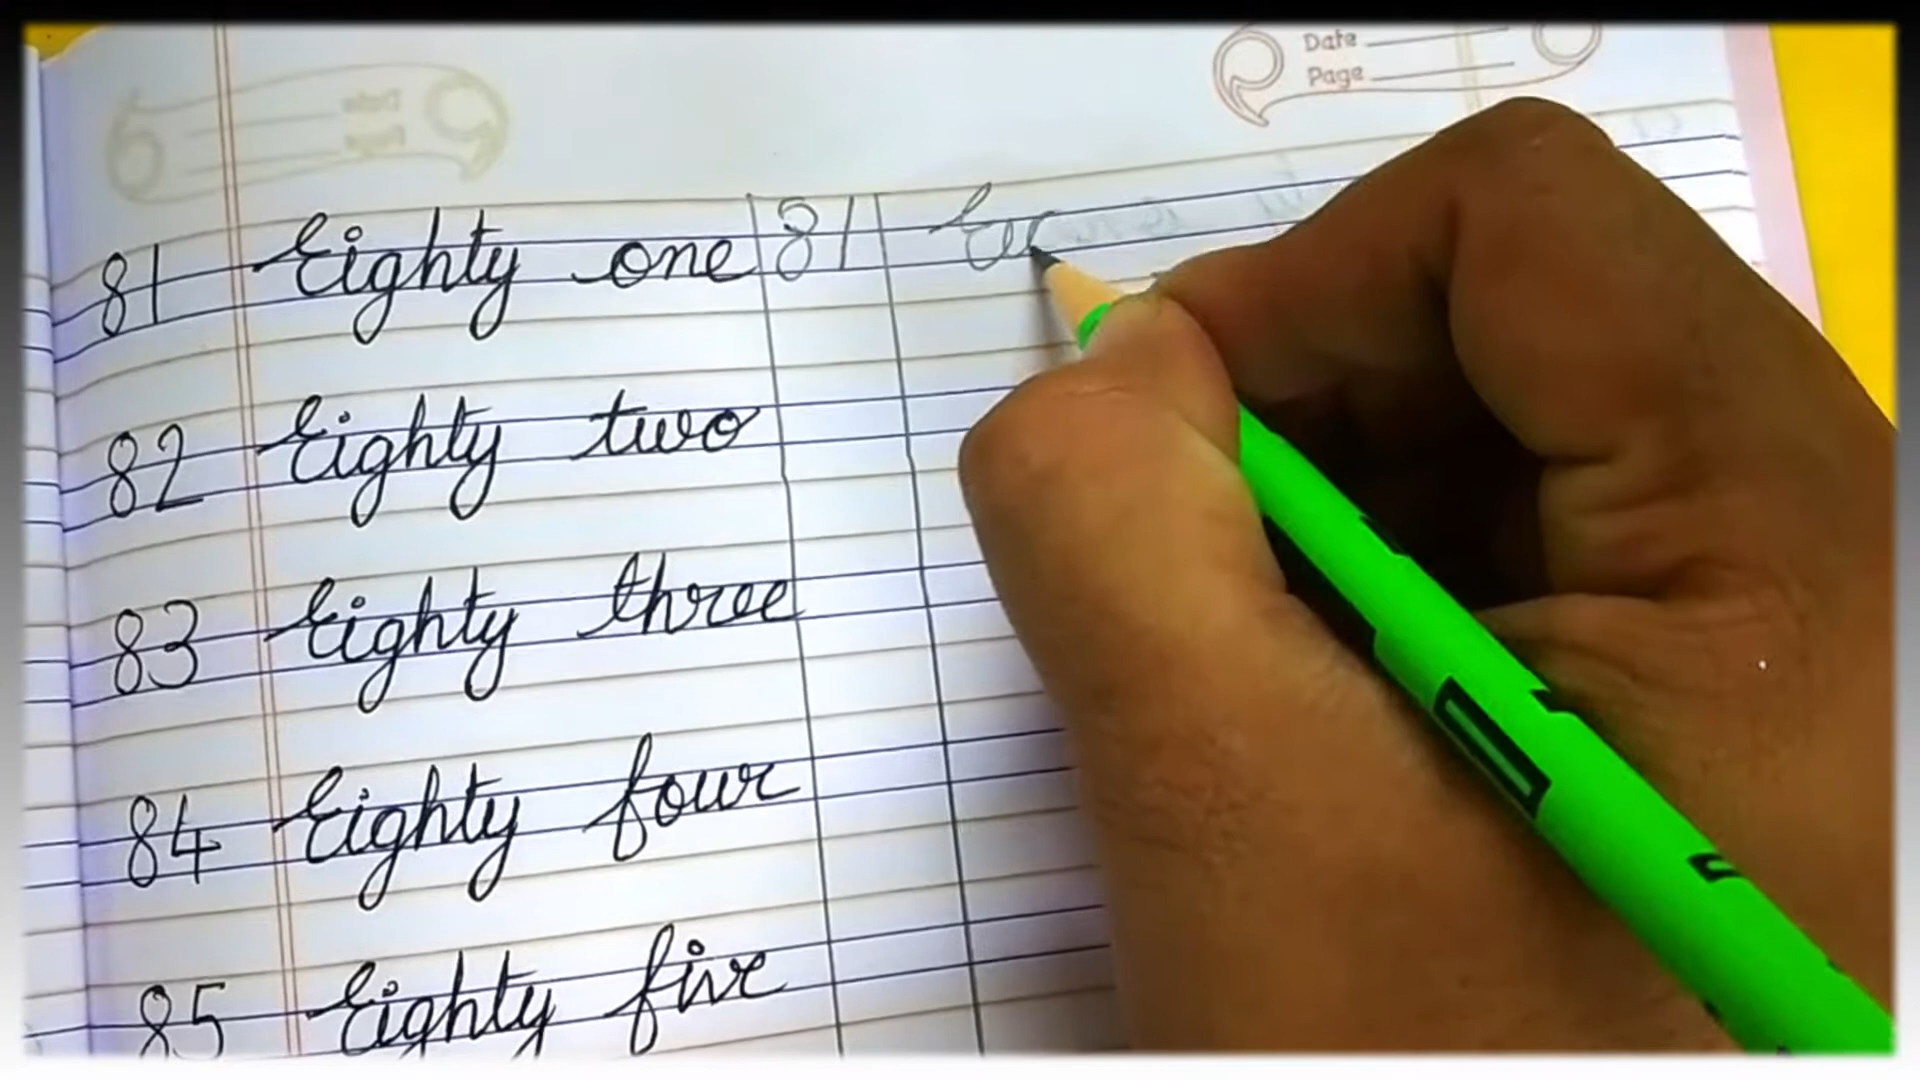 Date
Page
81 Eighty one 81
82 Eighty two
83 Eighty three
84 Eighty four
85 Eighty five